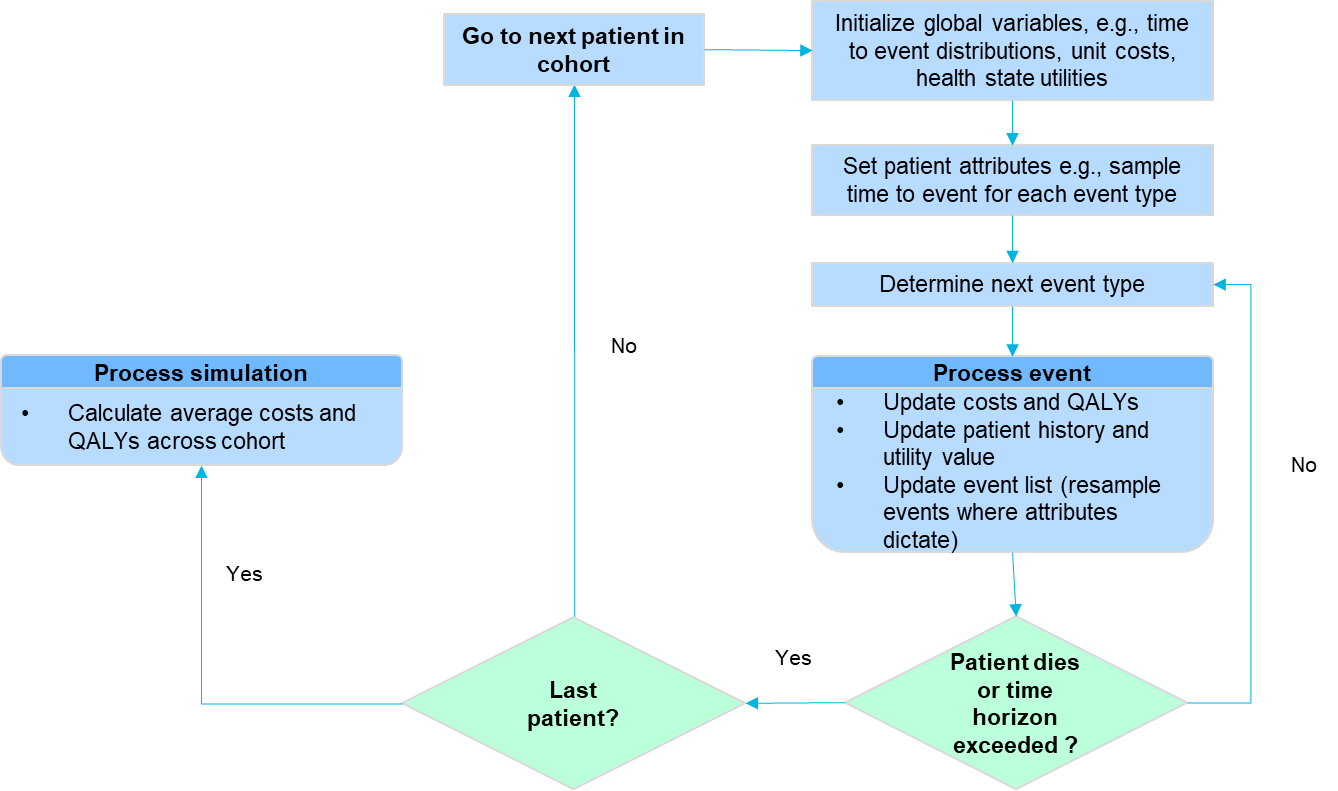 Go to next patient in
cohort
Initialize global variables, e.g., time
to event distributions, unit costs,
health state utilities
Set patient attributes e.g., sample
time to event for each event type
Determine next event type
No
Process simulation
• Calculate average costs and
QALYs across cohort
Process event
• Update costs and QALYs
• Update patient history and
utility value
• Update event list (resample
events where attributes
dictate)
No
Yes
Yes
Last
patient?
Patient dies
or time
horizon
exceeded ?